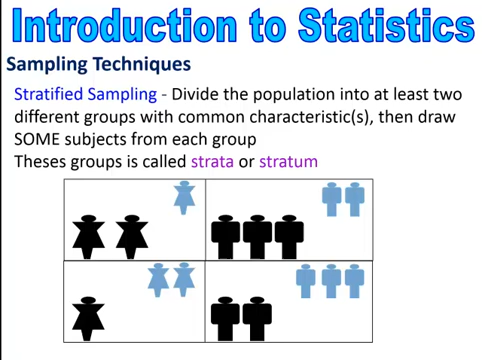 Introduction to Statistics
Sampling Techniques
Stratified Sampling - Divide the population into at least two
different groups with common characteristic(s), then draw
SOME subjects from each group
Theses groups is called strata or stratum